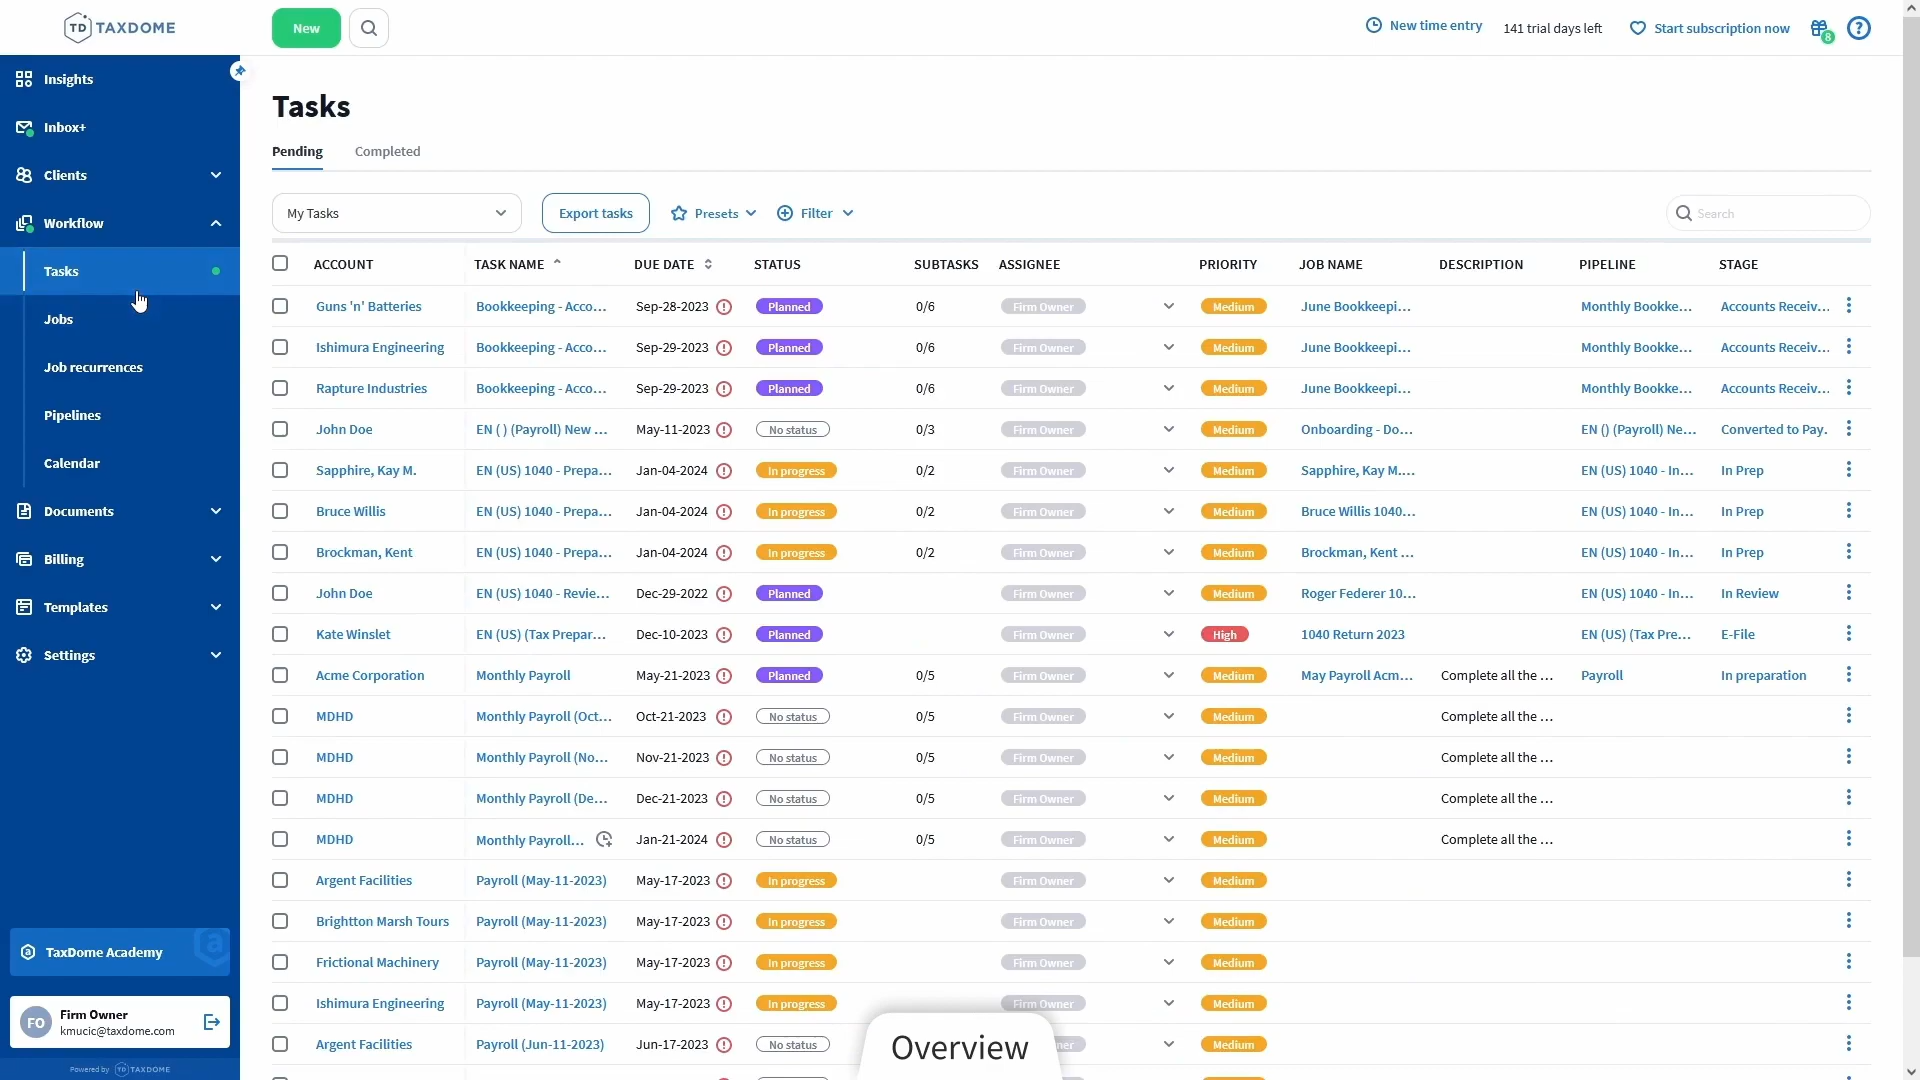 TD TAXDOME
New
New time entry
141 trial days left
Start subscription now
8
?
Insights
Inbox+
Clients
Workflow
Tasks
Jobs
Job recurrences
Pipelines
Calendar
Documents
Billing
Templates
Settings
TaxDome Academy
FO
Firm Owner
kmucic@taxdome.com
Powered by TD TAXDOME
Tasks
Pending Completed
My Tasks Export tasks Presets Filter Search
ACCOUNT TASK NAME DUE DATE STATUS SUBTASKS ASSIGNEE PRIORITY JOB NAME DESCRIPTION PIPELINE STAGE
Guns 'n' Batteries Bookkeeping - Acco... Sep-28-2023 Planned 0/6 Firm Owner Medium June Bookkeepi... Monthly Bookke... Accounts Receiv...
Ishimura Engineering Bookkeeping - Acco... Sep-29-2023 Planned 0/6 Firm Owner Medium June Bookkeepi... Monthly Bookke... Accounts Receiv...
Rapture Industries Bookkeeping - Acco... Sep-29-2023 Planned 0/6 Firm Owner Medium June Bookkeepi... Monthly Bookke... Accounts Receiv...
John Doe EN ( ) (Payroll) New ... May-11-2023 No status 0/3 Firm Owner Medium Onboarding - Do... EN () (Payroll) Ne... Converted to Pay.
Sapphire, Kay M. EN (US) 1040 - Prepa... Jan-04-2024 In progress 0/2 Firm Owner Medium Sapphire, Kay M.... EN (US) 1040 - In... In Prep
Bruce Willis EN (US) 1040 - Prepa... Jan-04-2024 In progress 0/2 Firm Owner Medium Bruce Willis 1040... EN (US) 1040 - In... In Prep
Brockman, Kent EN (US) 1040 - Prepa... Jan-04-2024 In progress 0/2 Firm Owner Medium Brockman, Kent ... EN (US) 1040 - In... In Prep
John Doe EN (US) 1040 - Revie... Dec-29-2022 Planned Firm Owner Medium Roger Federer 10... EN (US) 1040 - In... In Review
Kate Winslet EN (US) (Tax Prepar... Dec-10-2023 Planned Firm Owner High 1040 Return 2023 EN (US) (Tax Pre... E-File
Acme Corporation Monthly Payroll May-21-2023 Planned 0/5 Firm Owner Medium May Payroll Acm... Complete all the ... Payroll In preparation
MDHD Monthly Payroll (Oct... Oct-21-2023 No status 0/5 Firm Owner Medium Complete all the ...
MDHD Monthly Payroll (No... Nov-21-2023 No status 0/5 Firm Owner Medium Complete all the ...
MDHD Monthly Payroll (De... Dec-21-2023 No status 0/5 Firm Owner Medium Complete all the ...
MDHD Monthly Payroll... Jan-21-2024 No status 0/5 Firm Owner Medium Complete all the ...
Argent Facilities Payroll (May-11-2023) May-17-2023 In progress Firm Owner Medium
Brightton Marsh Tours Payroll (May-11-2023) May-17-2023 In progress Firm Owner Medium
Frictional Machinery Payroll (May-11-2023) May-17-2023 In progress Firm Owner Medium
Ishimura Engineering Payroll (May-11-2023) May-17-2023 In progress Firm Owner Medium
Argent Facilities Payroll (Jun-11-2023) Jun-17-2023 No status Medium
Overview